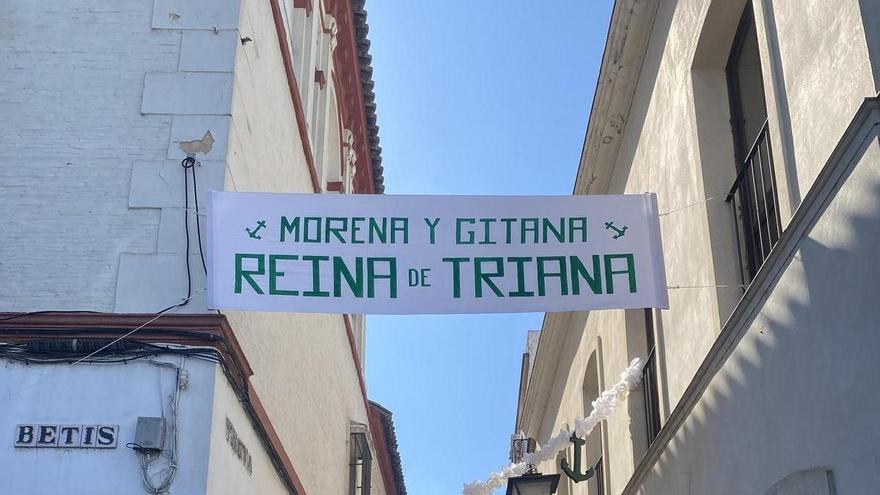 MORENA Y GITANA
REINA DE TRIANA
BETIS